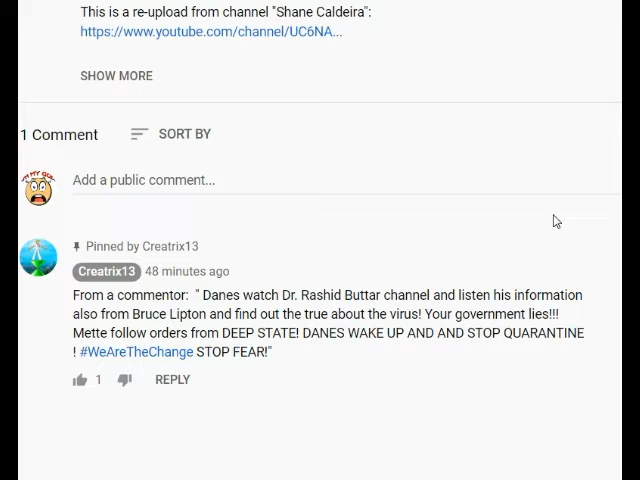 This is a re-upload from channel "Shane Caldeira":
https://www.youtube.com/channel/UC6NA...
SHOW MORE
1 Comment SORT BY
Add a public comment...
Pinned by Creatrix13
Creatrix13 48 minutes ago
From a commentor: " Danes watch Dr. Rashid Buttar channel and listen his information
also from Bruce Lipton and find out the true about the virus! Your government lies!!!
Mette follow orders from DEEP STATE! DANES WAKE UP AND AND STOP QUARANTINE
! #WeAreTheChange STOP FEAR!"
1 REPLY